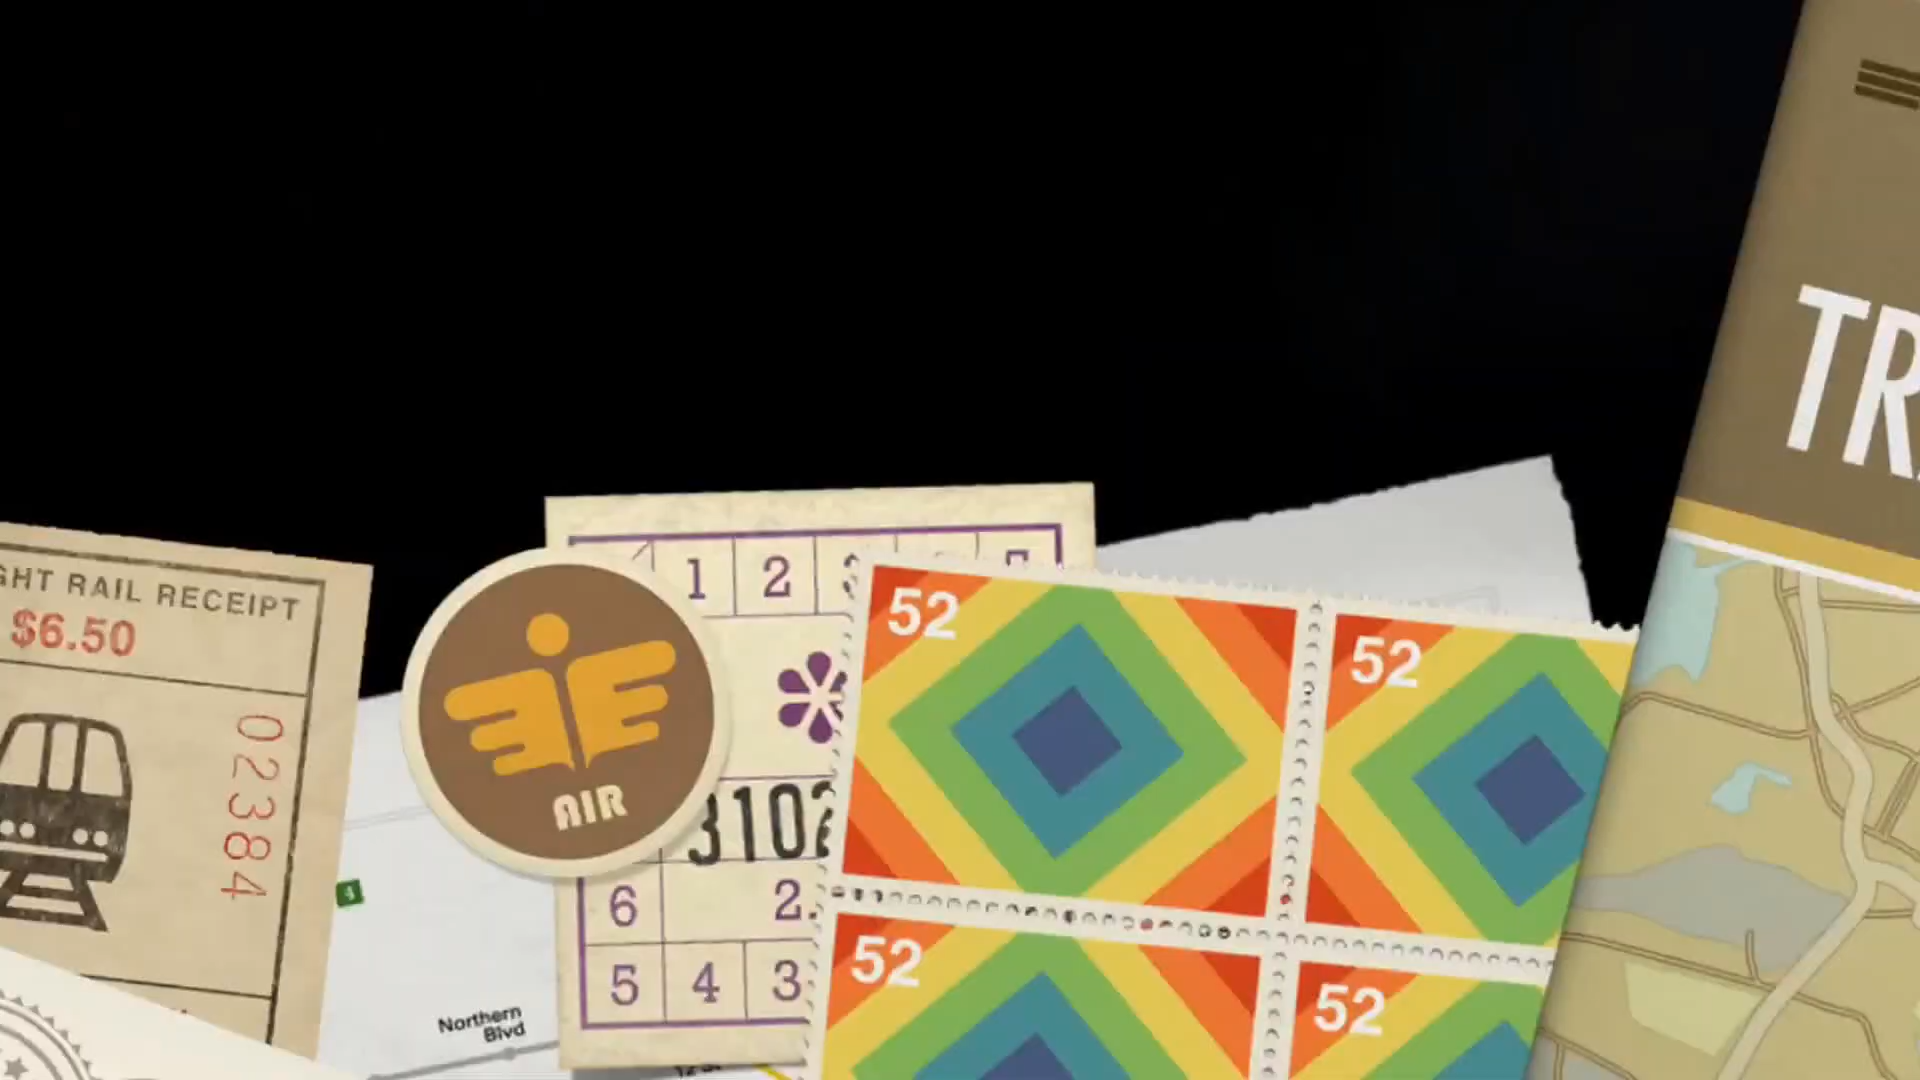 GHT RAIL RECEIPT
$6.50
02384
AIR
1 2
3102
6 2
5 4 3
52
52
52
52
TR
4
Northern
Blvd